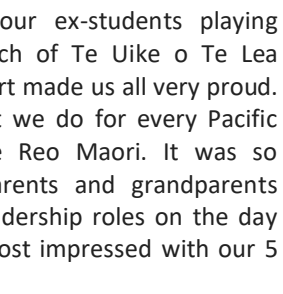 our ex-students playing
ch of Te Uike o Te Lea
rt made us all very proud.
t we do for every Pacific
e Reo Maori. It was so
rents and grandparents
dership roles on the day
ost impressed with our 5